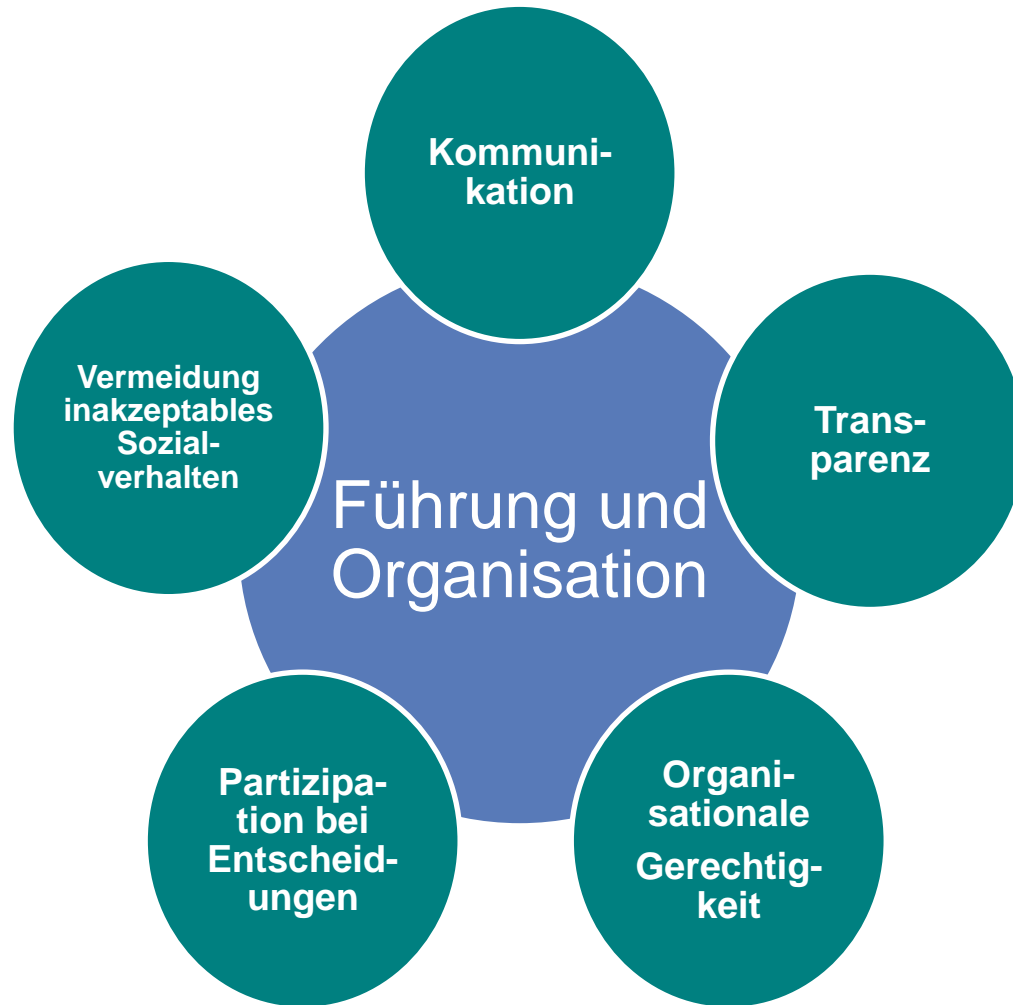 Kommuni-
kation
Trans-
parenz
Organi-
sationale
Gerechtig-
keit
Partizipa-
tion bei
Entscheid-
ungen
Vermeidung
inakzeptables
Sozial-
verhalten
Führung und
Organisation